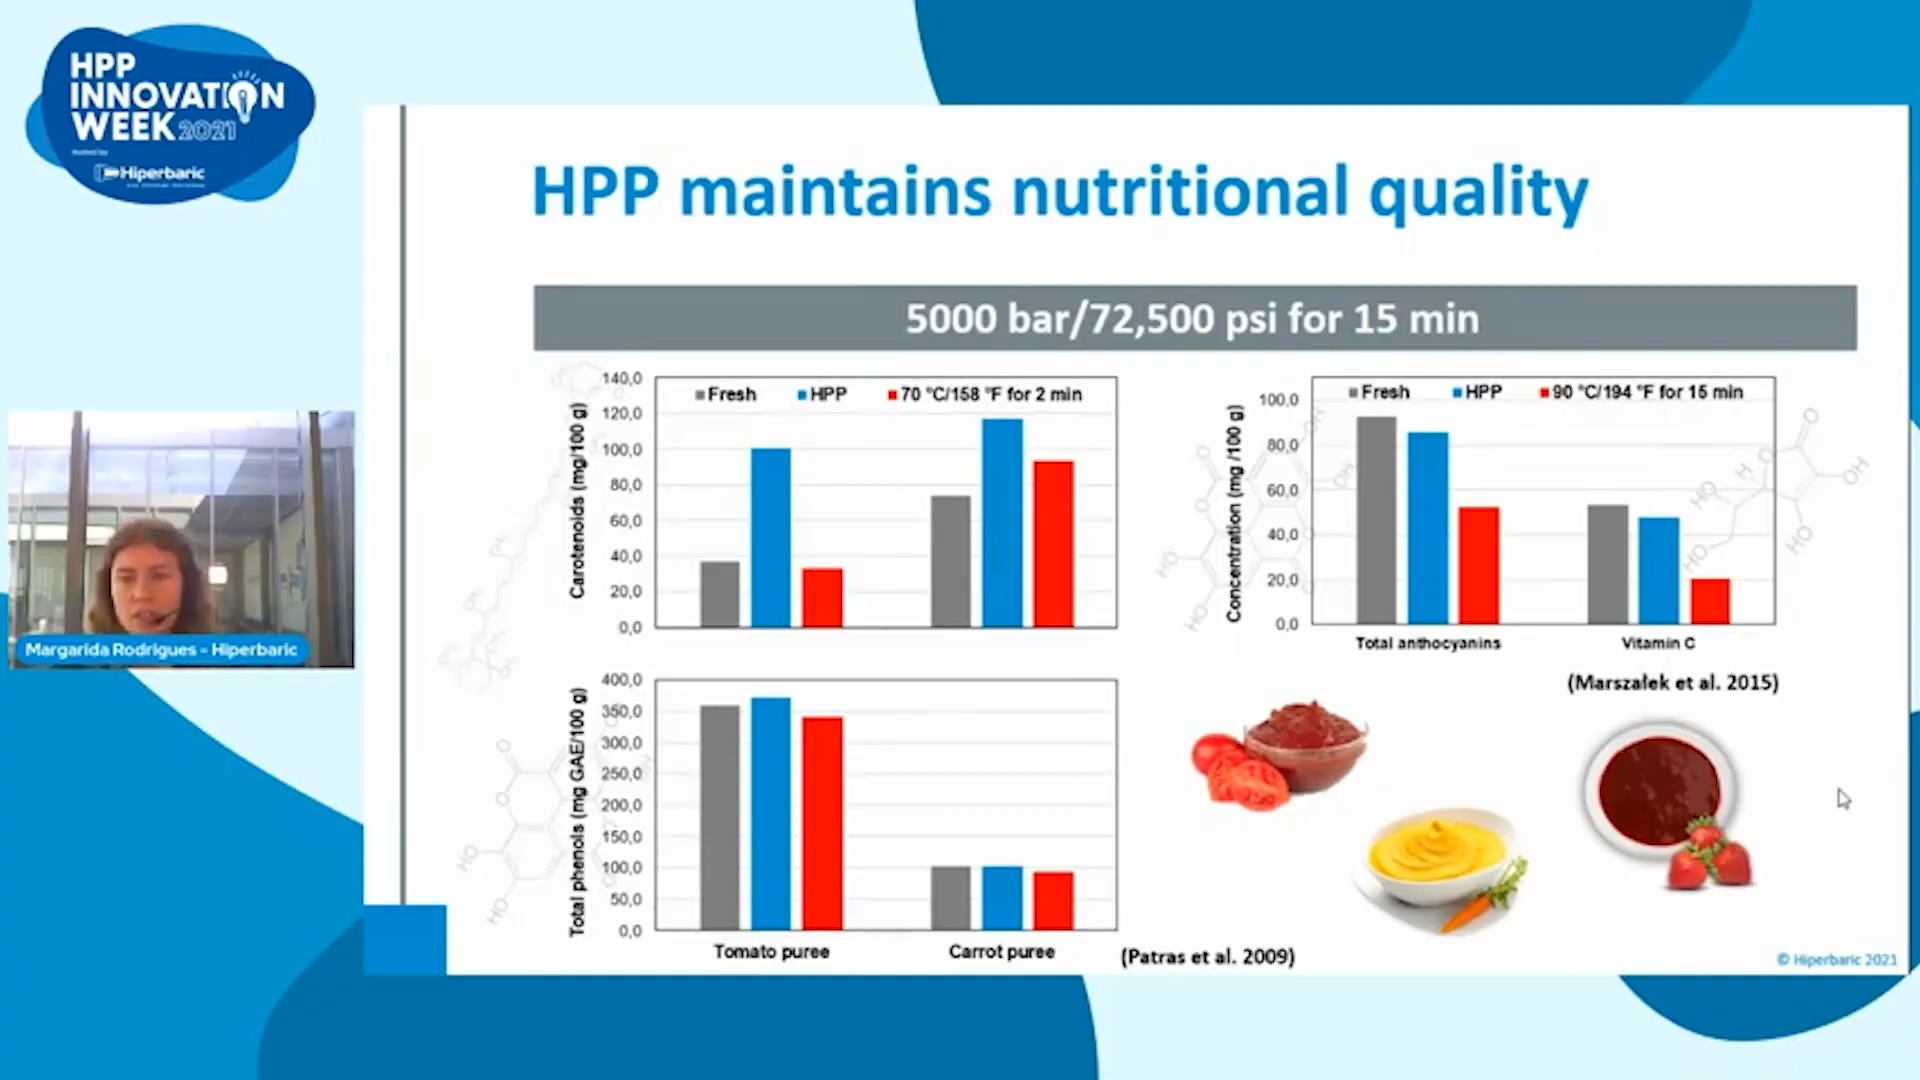 HPP
INNOVATION
WEEK 2021
Hosted by
Hiperbaric
HPP maintains nutritional quality
5000 bar/72,500 psi for 15 min
Carotenoids (mg/100 g)
140,0
120,0
100,0
80,0
60,0
40,0
20,0
0,0
Fresh HPP 70 °C/158 °F for 2 min
Concentration (mg /100 g)
100,0
80,0
60,0
40,0
20,0
0,0
Fresh HPP 90 °C/194 °F for 15 min
Total anthocyanins Vitamin C
(Marszałek et al. 2015)
Total phenols (mg GAE/100 g)
400,0
350,0
300,0
250,0
200,0
150,0
100,0
50,0
0,0
Tomato puree Carrot puree
(Patras et al. 2009)
Margarida Rodrigues - Hiperbaric
© Hiperbaric 2021